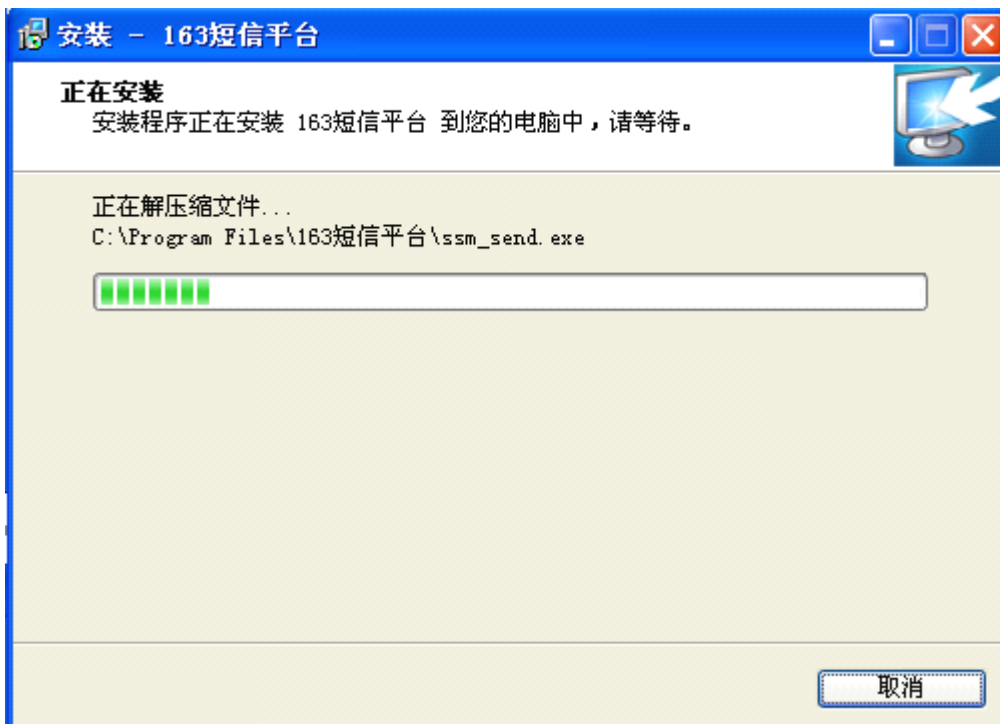 安装 - 163短信平台
正在安装
安装程序正在安装 163短信平台 到您的电脑中，请等待。
正在解压缩文件...
C:\Program Files\163短信平台\ssm_send.exe
取消